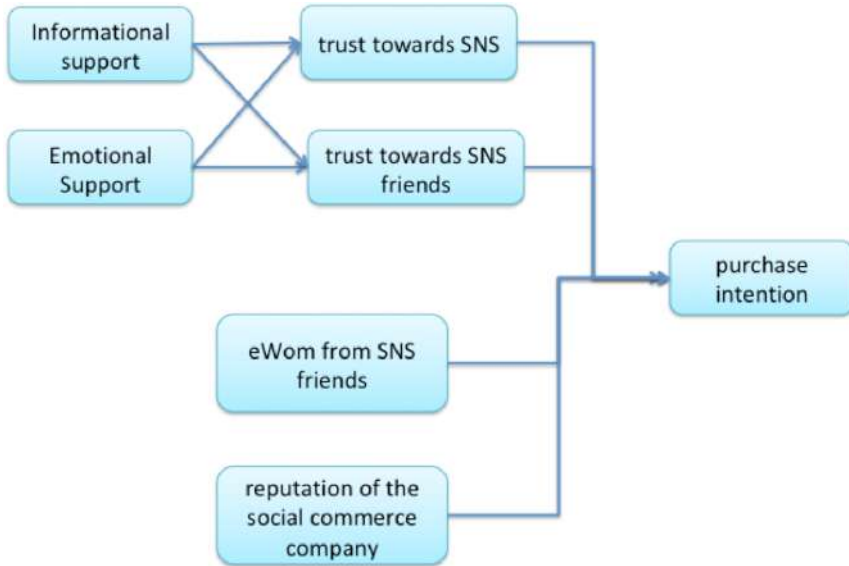 Informational
support
trust towards SNS
Emotional
Support
trust towards SNS
friends
purchase
intention
eWom from SNS
friends
reputation of the
social commerce
company